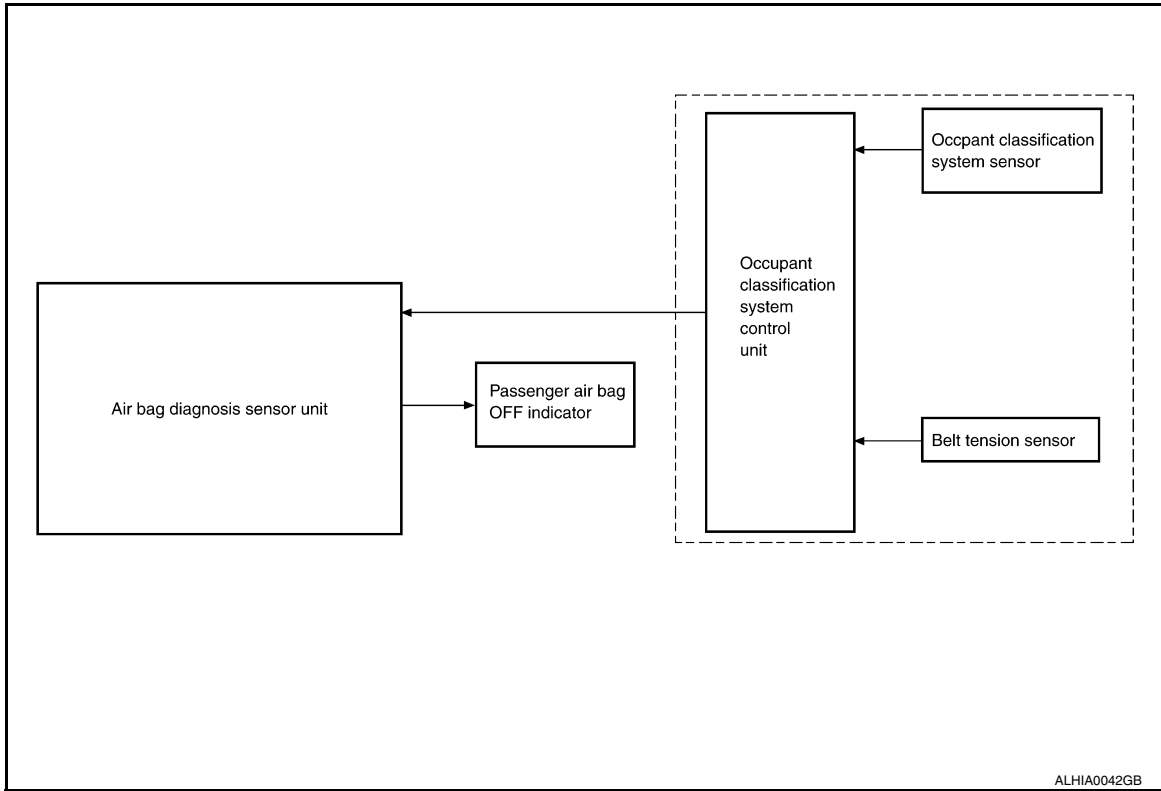 Occpant classification
system sensor
Occupant
classification
system
control
unit
Passenger air bag
OFF indicator
Air bag diagnosis sensor unit
Belt tension sensor
ALHIA0042GB